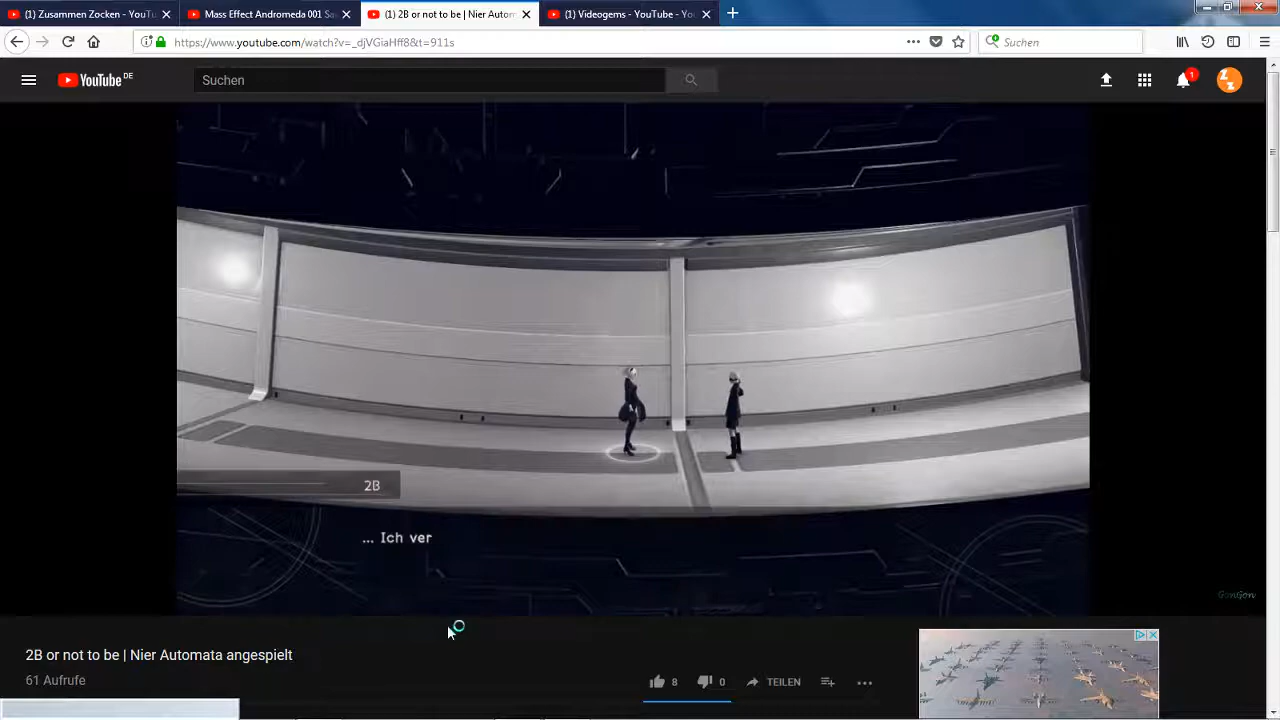 (1) Zusammen Zocken - YouTu
Mass Effect Andromeda 001 Sa
(1) 2B or not to be | Nier Autom
(1) Videogems - YouTube - Yo
https://www.youtube.com/watch?v=_djVGiaHff8&t=911s
Suchen
YouTube DE
Suchen
1
2B
... Ich ver
GonGon
2B or not to be | Nier Automata angespielt
61 Aufrufe
8
0
TEILEN